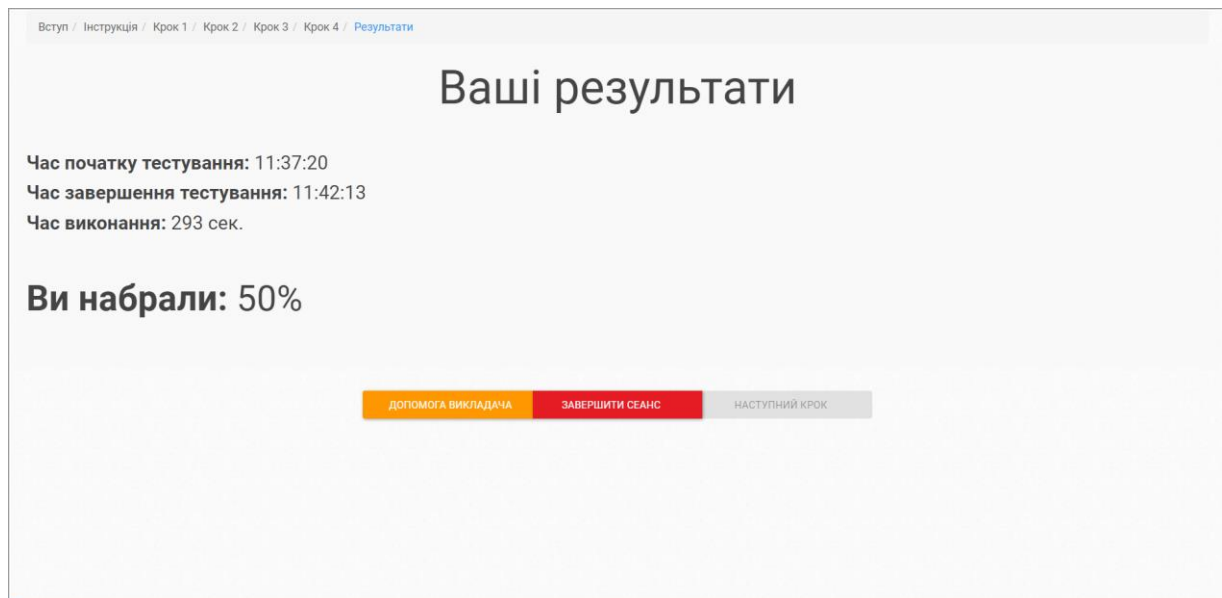 Вступ / Інструкція / Крок 1 / Крок 2 / Крок 3 / Крок 4 / Результати
Ваші результати
Час початку тестування: 11:37:20
Час завершення тестування: 11:42:13
Час виконання: 293 сек.
Ви набрали: 50%
ДОПОМОГА ВИКЛАДАЧА ЗАВЕРШИТИ СЕАНС НАСТУПНИЙ КРОК